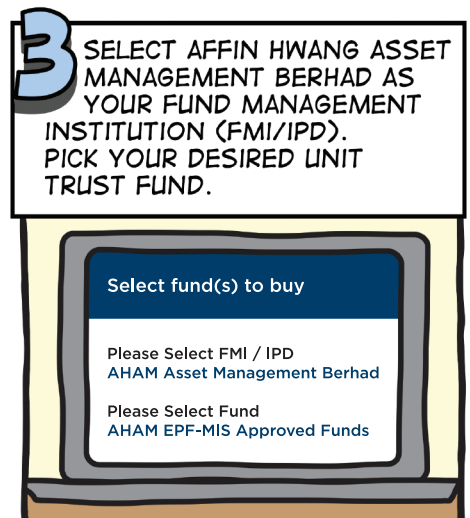 3
SELECT AFFIN HWANG ASSET
MANAGEMENT BERHAD AS
YOUR FUND MANAGEMENT
INSTITUTION (FMI/IPD).
PICK YOUR DESIRED UNIT
TRUST FUND.
Select fund(s) to buy
Please Select FMI / IPD
AHAM Asset Management Berhad
Please Select Fund
AHAM EPF-MIS Approved Funds